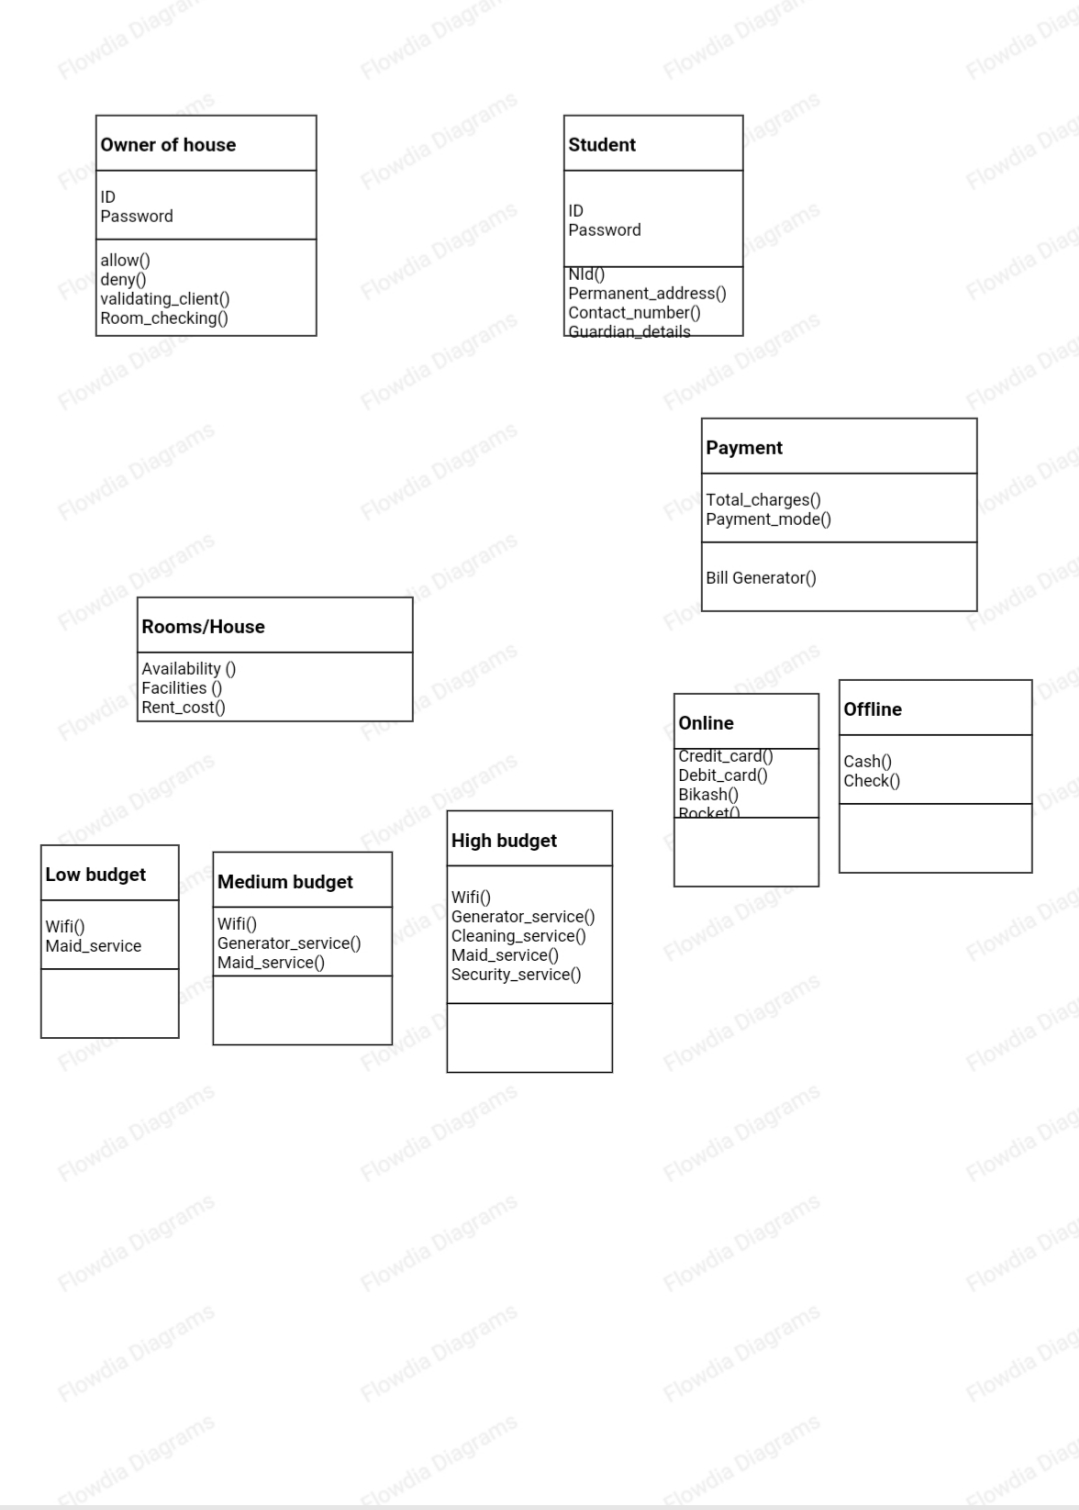 Owner of house
ID
Password
allow()
deny()
validating_client()
Room_checking()
Student
ID
Password
NId()
Permanent_address()
Contact_number()
Guardian_details
Payment
Total_charges()
Payment_mode()
Bill Generator()
Rooms/House
Availability ()
Facilities ()
Rent_cost()
Online
Credit_card()
Debit_card()
Bikash()
Rocket()
Offline
Cash()
Check()
Low budget
Wifi()
Maid_service
Medium budget
Wifi()
Generator_service()
Maid_service()
High budget
Wifi()
Generator_service()
Cleaning_service()
Maid_service()
Security_service()
Flowdia Diagrams